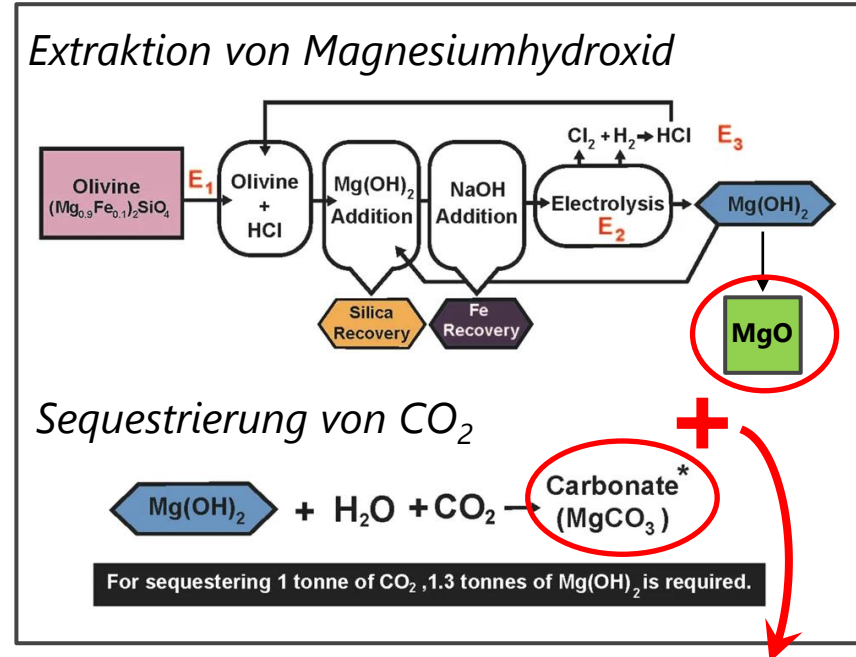 Extraktion von Magnesiumhydroxid
Cl₂ + H₂ → HCl
E₃
Olivine
(Mg₀.₉Fe₀.₁)₂SiO₄
E₁
Olivine
+
HCl
Mg(OH)₂
Addition
NaOH
Addition
Electrolysis
E₂
Mg(OH)₂
Silica
Recovery
Fe
Recovery
MgO
+
Sequestrierung von CO₂
Mg(OH)₂ + H₂O + CO₂ → Carbonate*
(MgCO₃)
For sequestering 1 tonne of CO₂ ,1.3 tonnes of Mg(OH)₂ is required.